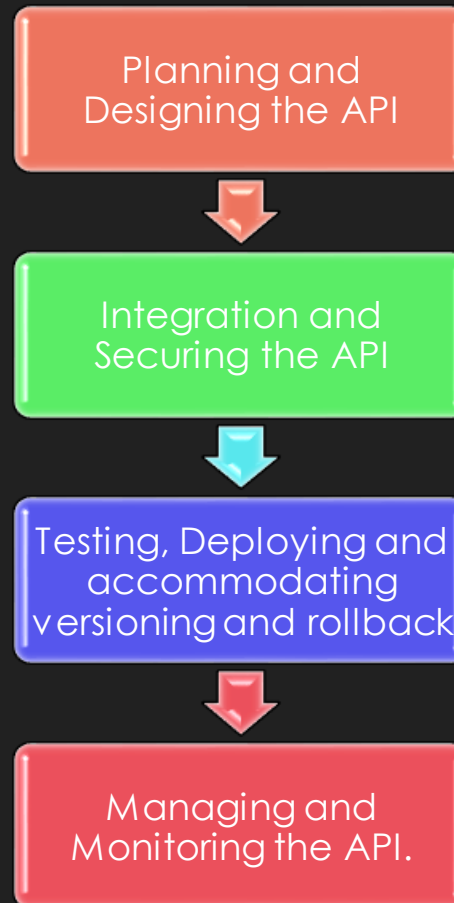 Planning and
Designing the API
Integration and
Securing the API
Testing, Deploying and
accommodating
versioning and rollback
Managing and
Monitoring the API.